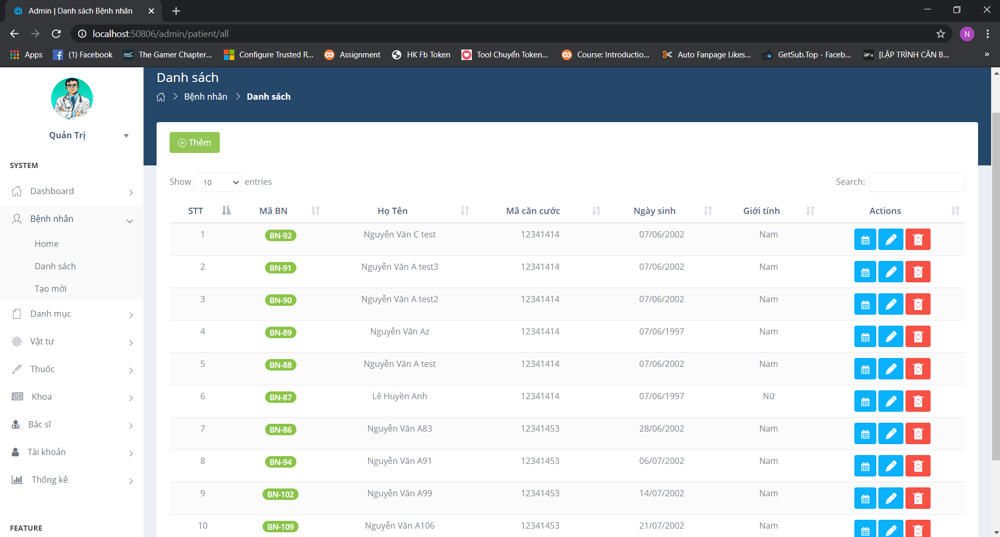 Admin | Danh sách Bệnh nhân
localhost:50806/admin/patient/all
N
Apps
(1) Facebook
The Gamer Chapter...
Configure Trusted R...
Assignment
HK Fb Token
Tool Chuyển Token...
Course: Introductio...
Auto Fanpage Likes...
GetSub.Top - Faceb...
[LẬP TRÌNH CĂN B...
»
Quản Trị
SYSTEM
Dashboard
Bệnh nhân
Home
Danh sách
Tạo mới
Danh mục
Vật tư
Thuốc
Khoa
Bác sĩ
Tài khoản
Thống kê
FEATURE
Danh sách
Bệnh nhân > Danh sách
Thêm
Show 10 entries
Search:
STT Mã BN Họ Tên Mã căn cước Ngày sinh Giới tính Actions
1 BN-92 Nguyễn Văn C test 12341414 07/06/2002 Nam
2 BN-91 Nguyễn Văn A test3 12341414 07/06/2002 Nam
3 BN-90 Nguyễn Văn A test2 12341414 07/06/2002 Nam
4 BN-89 Nguyễn Văn Az 12341414 07/06/1997 Nam
5 BN-88 Nguyễn Văn A test 12341414 07/06/2002 Nam
6 BN-87 Lê Huyền Anh 12341414 07/06/1997 Nữ
7 BN-86 Nguyễn Văn A83 12341453 28/06/2002 Nam
8 BN-94 Nguyễn Văn A91 12341453 06/07/2002 Nam
9 BN-102 Nguyễn Văn A99 12341453 14/07/2002 Nam
10 BN-109 Nguyễn Văn A106 12341453 21/07/2002 Nam